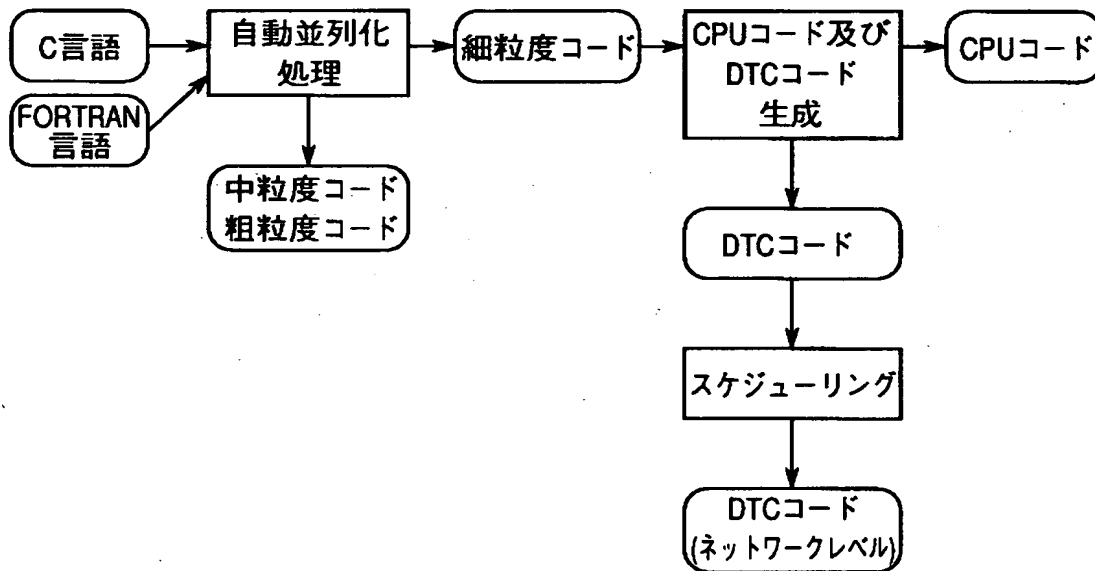 C言語
FORTRAN
言語
自動並列化
処理
中粒度コード
粗粒度コード
細粒度コード
CPUコード及び
DTCコード
生成
CPUコード
DTCコード
スケジューリング
DTCコード
(ネットワークレベル)